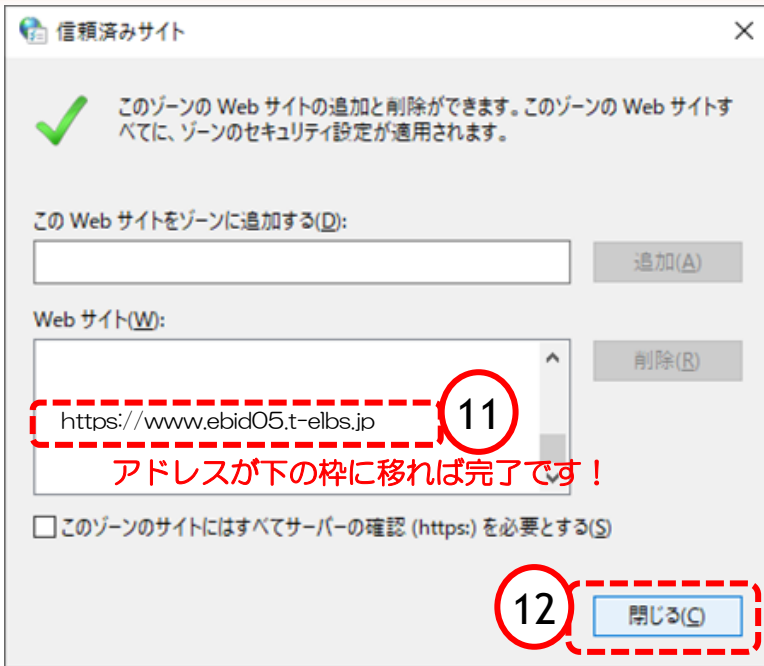 信頼済みサイト
このゾーンの Web サイトの追加と削除ができます。このゾーンの Web サイトす
べてに、ゾーンのセキュリティ設定が適用されます。
この Web サイトをゾーンに追加する(D):
追加(A)
Web サイト(W):
削除(R)
https://www.ebid05.t-elbs.jp
11
アドレスが下の枠に移れば完了です！
このゾーンのサイトにはすべてサーバーの確認 (https:) を必要とする(S)
12
閉じる(C)